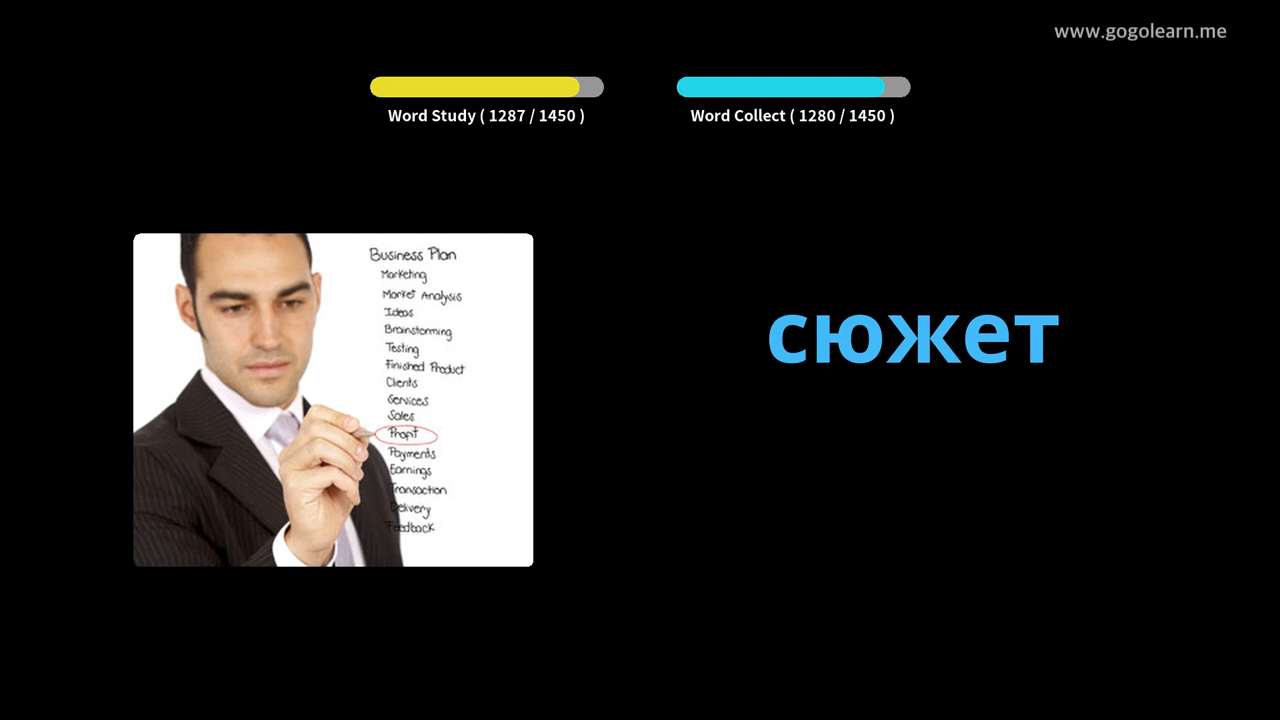 www.gogolearn.me
Word Study ( 1287 / 1450 )
Word Collect ( 1280 / 1450 )
Business Plan
Marketing
Market Analysis
Ideas
Brainstorming
Testing
Finished Product
Clients
Services
Sales
Profit
Payments
Earnings
Transaction
Delivery
Feedback
сюжет